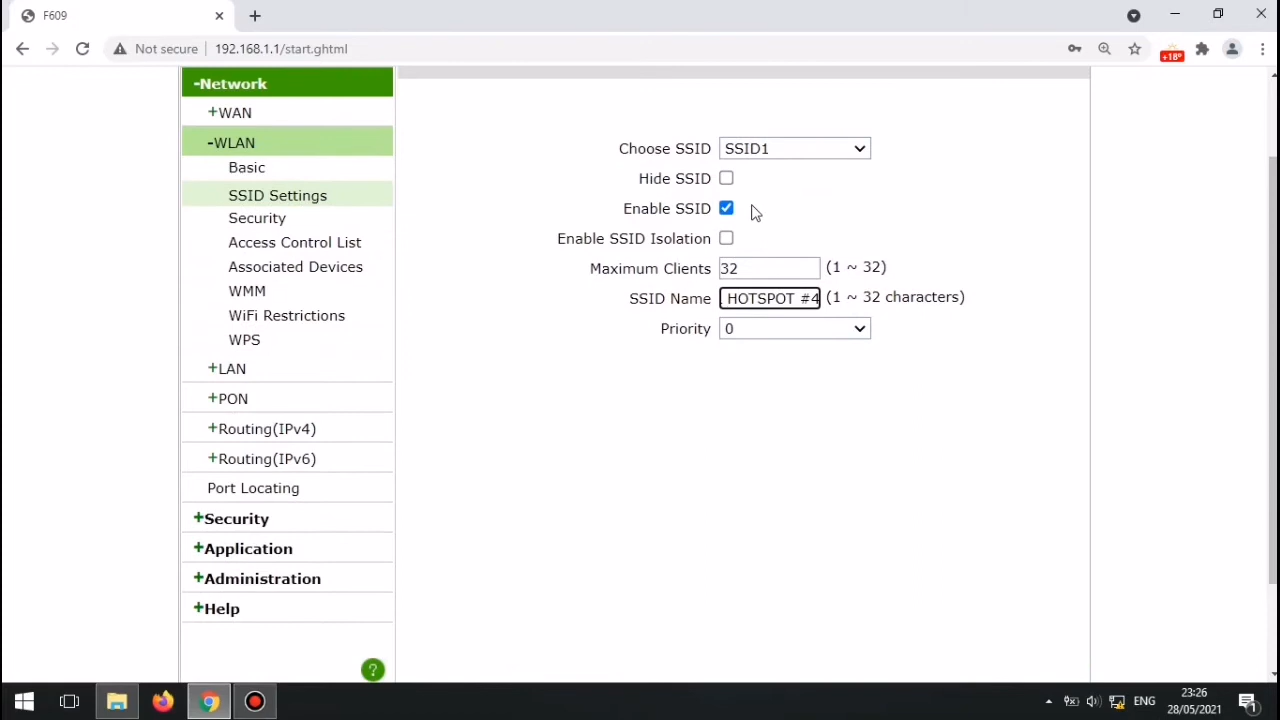 F609
Not secure 192.168.1.1/start.ghtml
+18°
-Network
+WAN
-WLAN
Basic
SSID Settings
Security
Access Control List
Associated Devices
WMM
WiFi Restrictions
WPS
+LAN
+PON
+Routing(IPv4)
+Routing(IPv6)
Port Locating
+Security
+Application
+Administration
+Help
?
Choose SSID SSID1
Hide SSID
Enable SSID
Enable SSID Isolation
Maximum Clients 32 (1 ~ 32)
SSID Name HOTSPOT #4 (1 ~ 32 characters)
Priority 0
ENG
23:26
28/05/2021
1